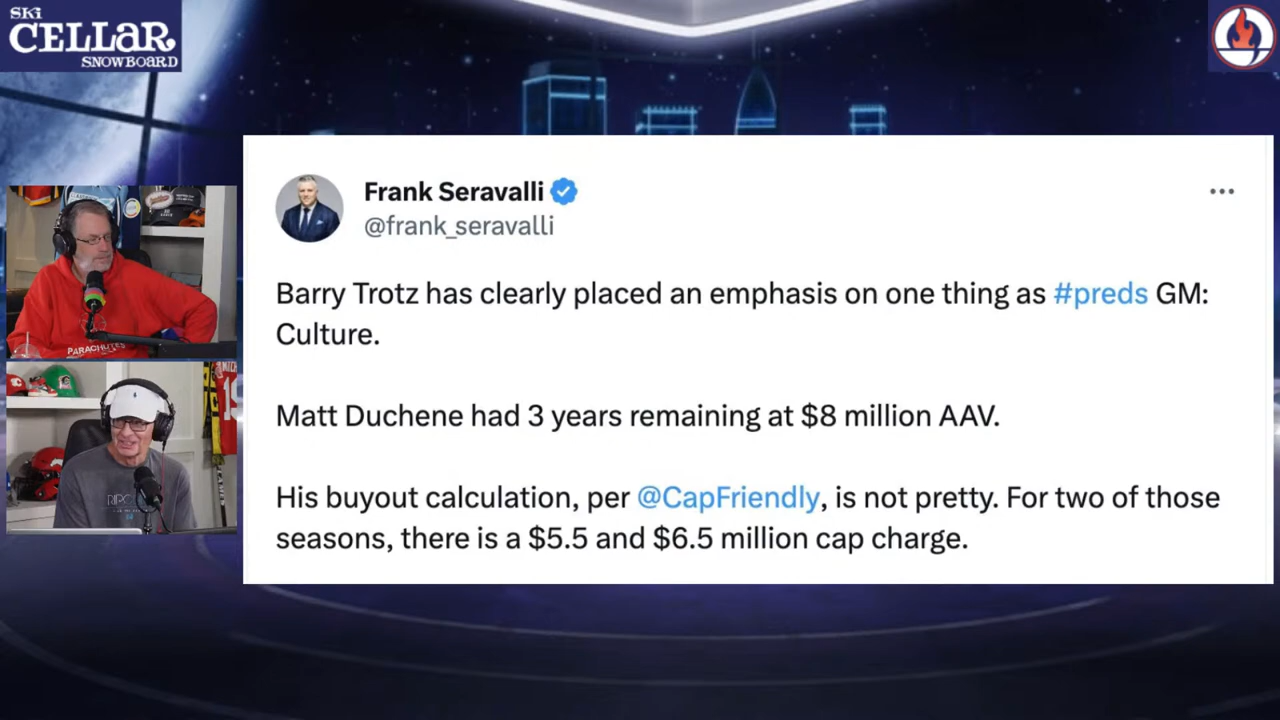 SKi
CELLAR
SNOWBOARD
Frank Seravalli
@frank_seravalli
Barry Trotz has clearly placed an emphasis on one thing as #preds GM:
Culture.
Matt Duchene had 3 years remaining at $8 million AAV.
His buyout calculation, per @CapFriendly, is not pretty. For two of those
seasons, there is a $5.5 and $6.5 million cap charge.
PARACHUTES